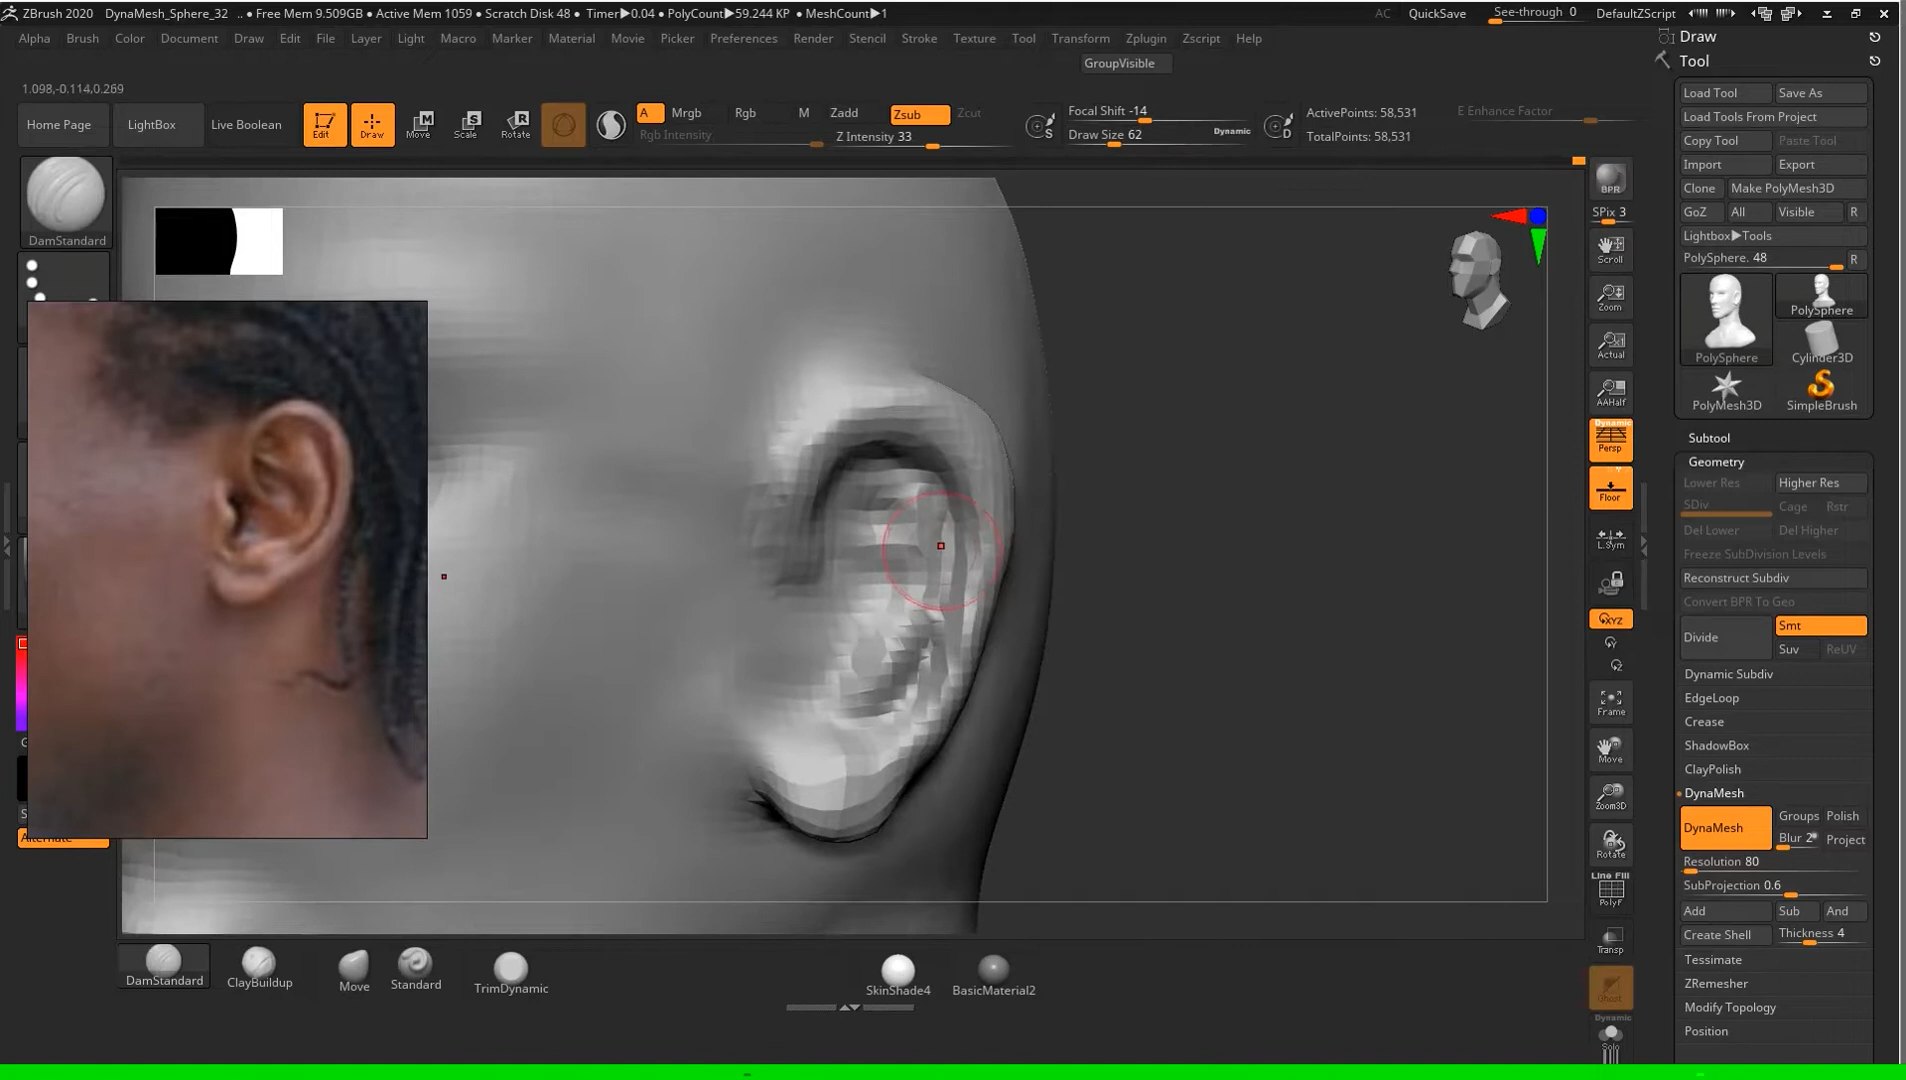 ZBrush 2020 DynaMesh_Sphere_32 .. • Free Mem 9.509GB • Active Mem 1059 • Scratch Disk 48 • Timer▶0.04 • PolyCount▶59.244 KP • MeshCount▶1
AC QuickSave See-through 0 DefaultZScript
Alpha Brush Color Document Draw Edit File Layer Light Macro Marker Material Movie Picker Preferences Render Stencil Stroke Texture Tool Transform Zplugin Zscript Help
GroupVisible
1.098,-0.114,0.269
Home Page LightBox Live Boolean
Edit Draw Move Scale Rotate
A Mrgb Rgb M Zadd Zsub Zcut
Rgb Intensity Z Intensity 33
Focal Shift -14
Draw Size 62 Dynamic
ActivePoints: 58,531
TotalPoints: 58,531
E Enhance Factor
S
D
M
S
R
DamStandard
Alternate
BPR
SPix 3
Scroll
Zoom
Actual
AAHalf
Dynamic
Persp
Floor
L.Sym
XYZ
Frame
Move
Zoom3D
Rotate
Line Fill
PolyF
Transp
Ghost
Dynamic
Solo
Draw
Tool
Load Tool Save As
Load Tools From Project
Copy Tool Paste Tool
Import Export
Clone Make PolyMesh3D
GoZ All Visible R
Lightbox▶Tools
PolySphere. 48 R
PolySphere
PolySphere
Cylinder3D
PolyMesh3D SimpleBrush
Subtool
Geometry
Lower Res Higher Res
SDiv Cage Rstr
Del Lower Del Higher
Freeze SubDivision Levels
Reconstruct Subdiv
Convert BPR To Geo
Divide Smt
Suv ReUV
Dynamic Subdiv
EdgeLoop
Crease
ShadowBox
ClayPolish
DynaMesh
DynaMesh Groups Polish
Blur 2 Project
Resolution 80
SubProjection 0.6
Add Sub And
Create Shell Thickness 4
Tessimate
ZRemesher
Modify Topology
Position
DamStandard ClayBuildup Move Standard TrimDynamic SkinShade4 BasicMaterial2